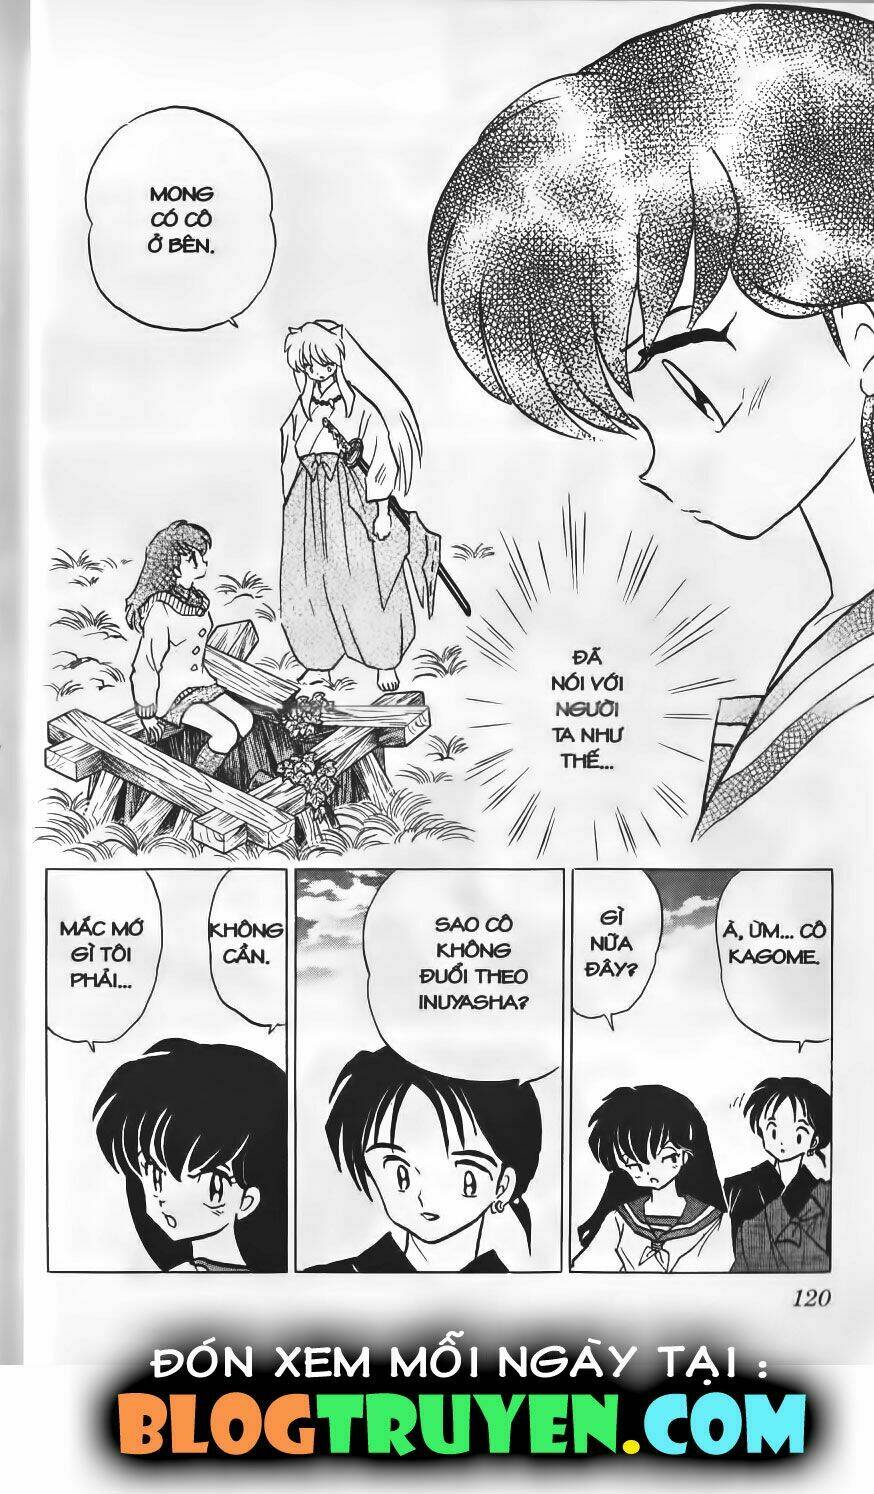 MONG
CÓ CÔ
Ở BÊN.
ĐÃ
NÓI VỚI
NGƯỜI
TA NHƯ
THẾ...
À, ỪM... CÔ
KAGOME.
GÌ
NỮA
ĐÂY?
SAO CÔ
KHÔNG
ĐUỔI THEO
INUYASHA?
KHÔNG
CẦN.
MẮC MỚ
GÌ TÔI
PHẢI...
120
ĐÓN XEM MỖI NGÀY TẠI :
BLOGTRUYEN.COM